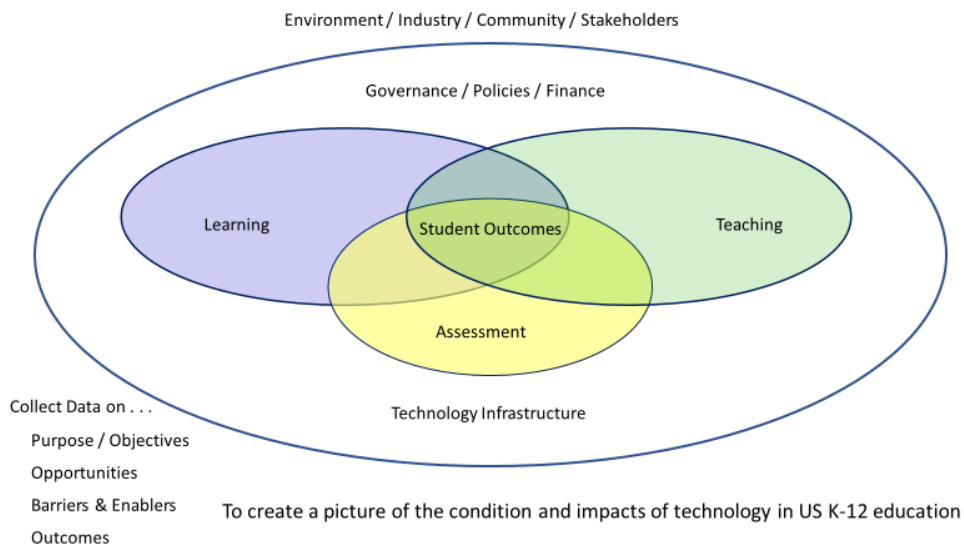 Environment / Industry / Community / Stakeholders
Governance / Policies / Finance
Learning
Student Outcomes
Teaching
Assessment
Technology Infrastructure
Collect Data on . . .
Purpose / Objectives
Opportunities
Barriers & Enablers
Outcomes
To create a picture of the condition and impacts of technology in US K-12 education